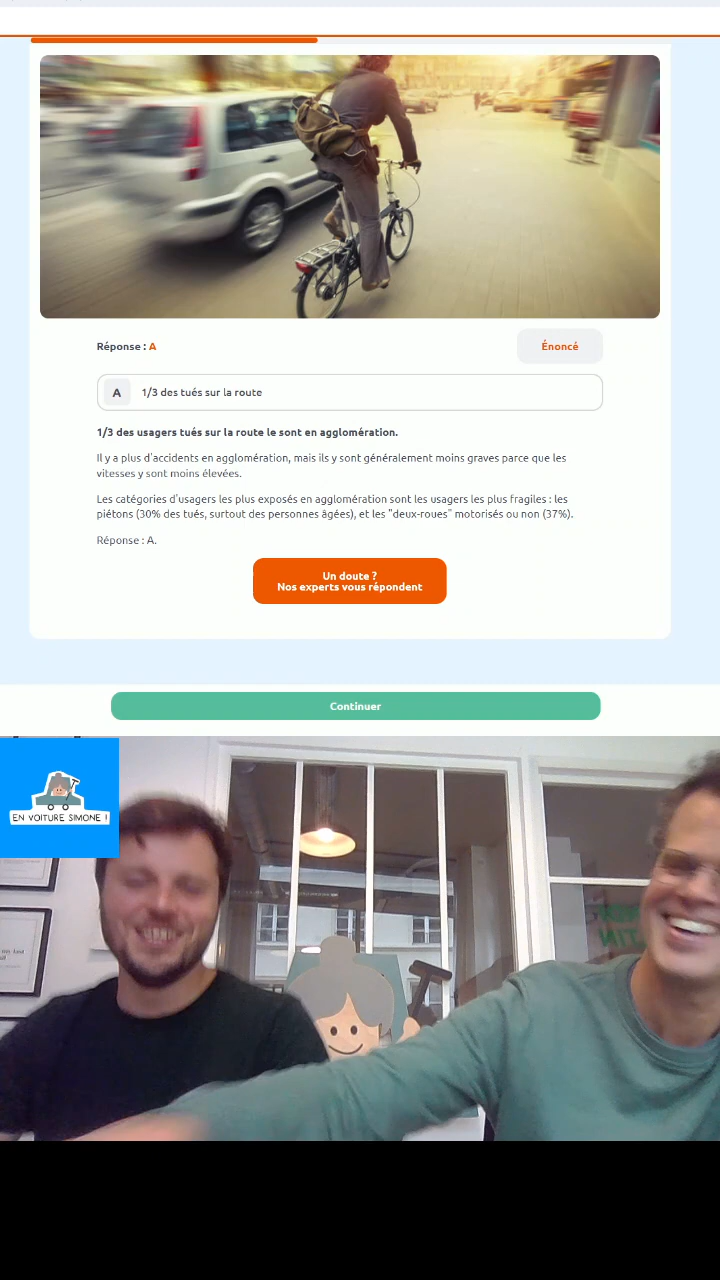 Réponse : A
Énoncé
A 1/3 des tués sur la route
1/3 des usagers tués sur la route le sont en agglomération.
Il y a plus d'accidents en agglomération, mais ils y sont généralement moins graves parce que les
vitesses y sont moins élevées.
Les catégories d'usagers les plus exposés en agglomération sont les usagers les plus fragiles : les
piétons (30% des tués, surtout des personnes âgées), et les "deux-roues" motorisés ou non (37%).
Réponse : A.
Un doute ?
Nos experts vous répondent
Continuer
EN VOITURE SIMONE !